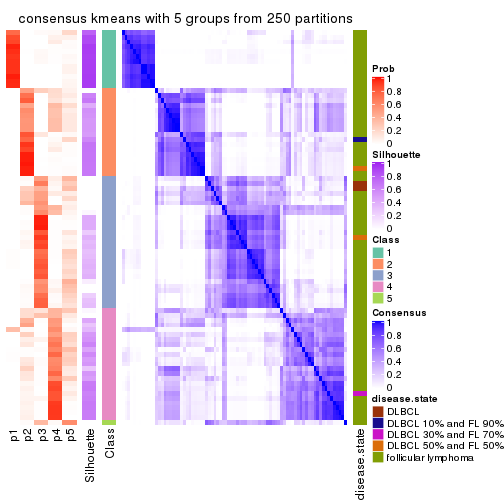 consensus kmeans with 5 groups from 250 partitions
Prob
1
0.8
0.6
0.4
0.2
0
Silhouette
1
0.8
0.6
0.4
0.2
0
Class
1
2
3
4
5
Consensus
1
0.8
0.6
0.4
0.2
0
disease.state
DLBCL
DLBCL 10% and FL 90%
DLBCL 30% and FL 70%
DLBCL 50% and FL 50%
follicular lymphoma
p1
p2
p3
p4
p5
Silhouette
Class
disease.state